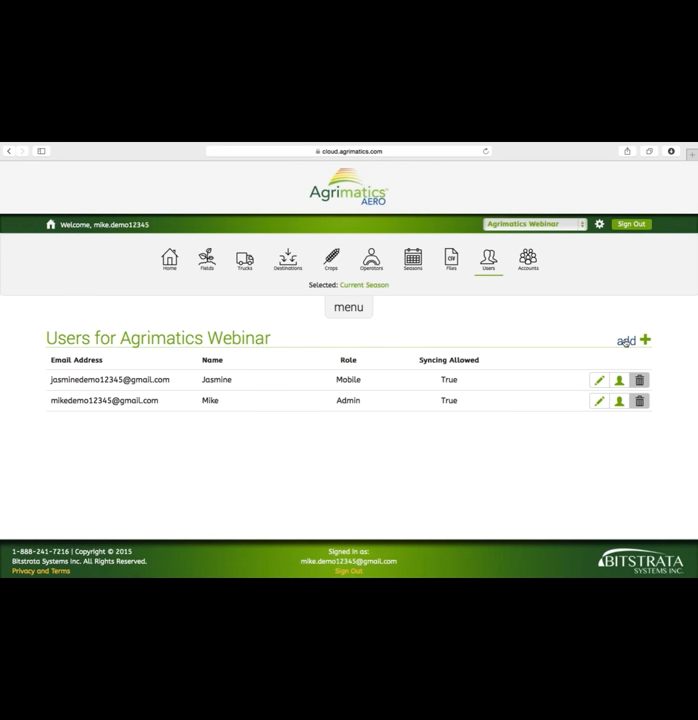 cloud.agrimatics.com
Agrimatics
AERO
Welcome, mike.demo12345
Agrimatics Webinar
Sign Out
Home
Fields
Trucks
Destinations
Crops
Operators
Seasons
CSV
Files
Users
Accounts
Selected: Current Season
menu
Users for Agrimatics Webinar
add
Email Address Name Role Syncing Allowed
jasminedemo12345@gmail.com Jasmine Mobile True
mikedemo12345@gmail.com Mike Admin True
1-888-241-7216 | Copyright © 2015
Bitstrata Systems Inc. All Rights Reserved.
Privacy and Terms
Signed in as:
mike.demo12345@gmail.com
Sign Out
BITSTRATA
SYSTEMS INC.